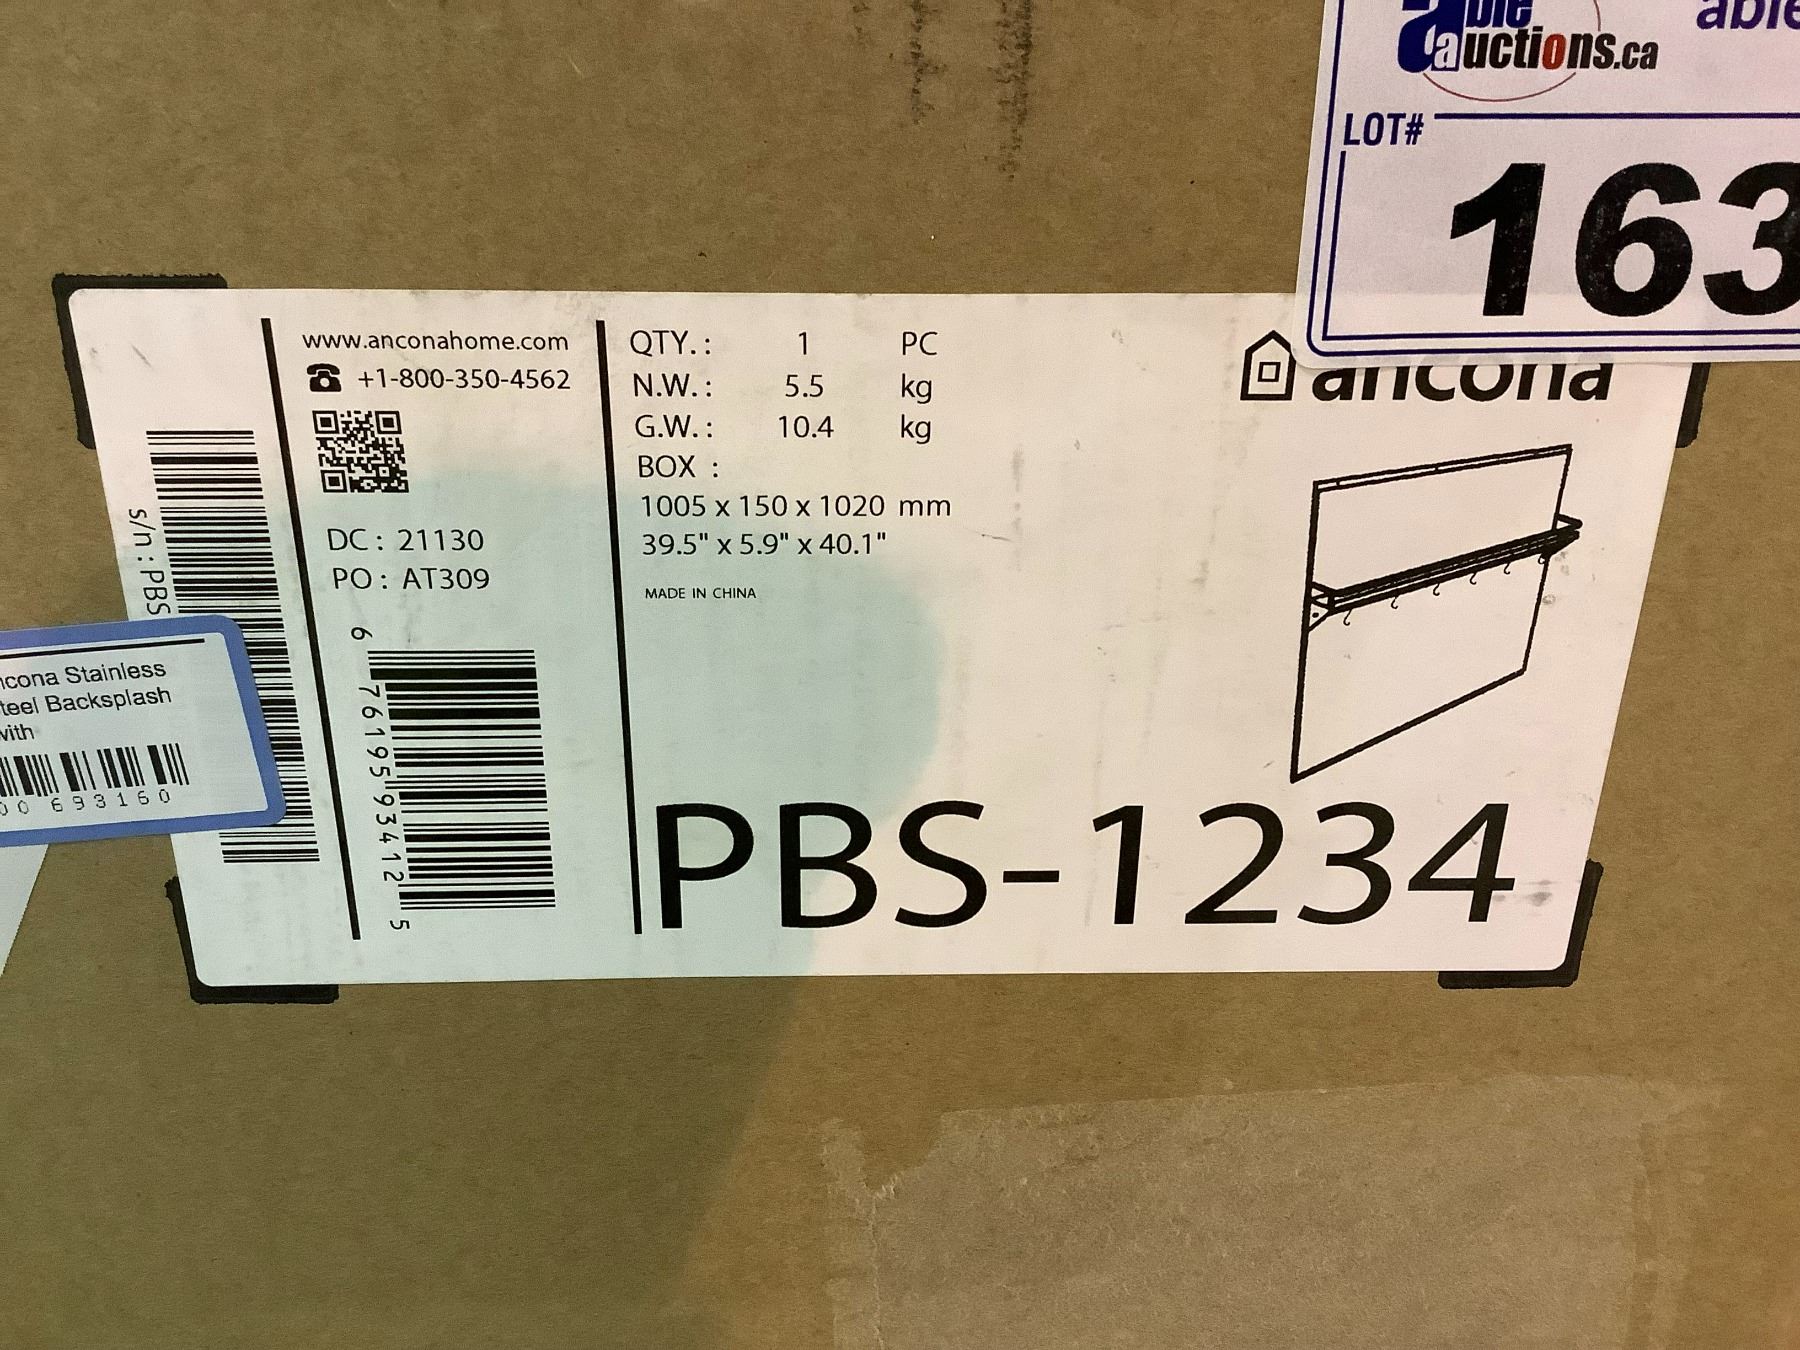 able
auctions.ca
able
LOT#
163
www.anconahome.com
+1-800-350-4562
DC : 21130
PO : AT309
6 76195 93412 5
s/n : PBS
QTY. : 1 PC
N.W. : 5.5 kg
G.W. : 10.4 kg
BOX :
1005 x 150 x 1020 mm
39.5" x 5.9" x 40.1"
MADE IN CHINA
ancona
PBS-1234
ncona Stainless
teel Backsplash
with
00 693160